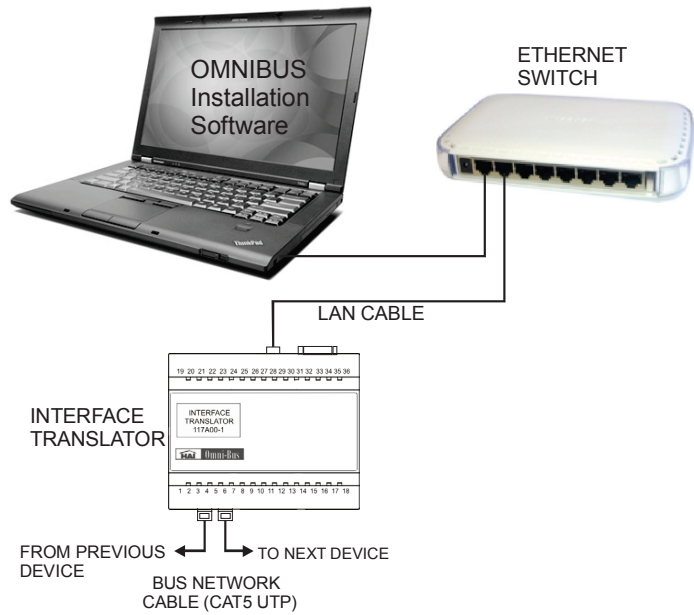 OMNIBUS
Installation
Software
ThinkPad
ETHERNET
SWITCH
LAN CABLE
19 20 21 22 23 24 25 26 27 28 29 30 31 32 33 34 35 36
INTERFACE
TRANSLATOR
INTERFACE
TRANSLATOR
117A00-1
HAI Omni-Bus
1 2 3 4 5 6 7 8 9 10 11 12 13 14 15 16 17 18
FROM PREVIOUS
DEVICE
TO NEXT DEVICE
BUS NETWORK
CABLE (CAT5 UTP)